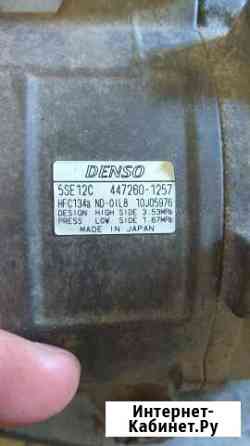 DENSO
5SE12C 447260-1257
HFC134a ND-OIL8 10J05976
DESIGN HIGH SIDE 3.53MPa
PRESS LOW SIDE 1.67MPa
MADE IN JAPAN
Интернет-
Кабинет.Ру